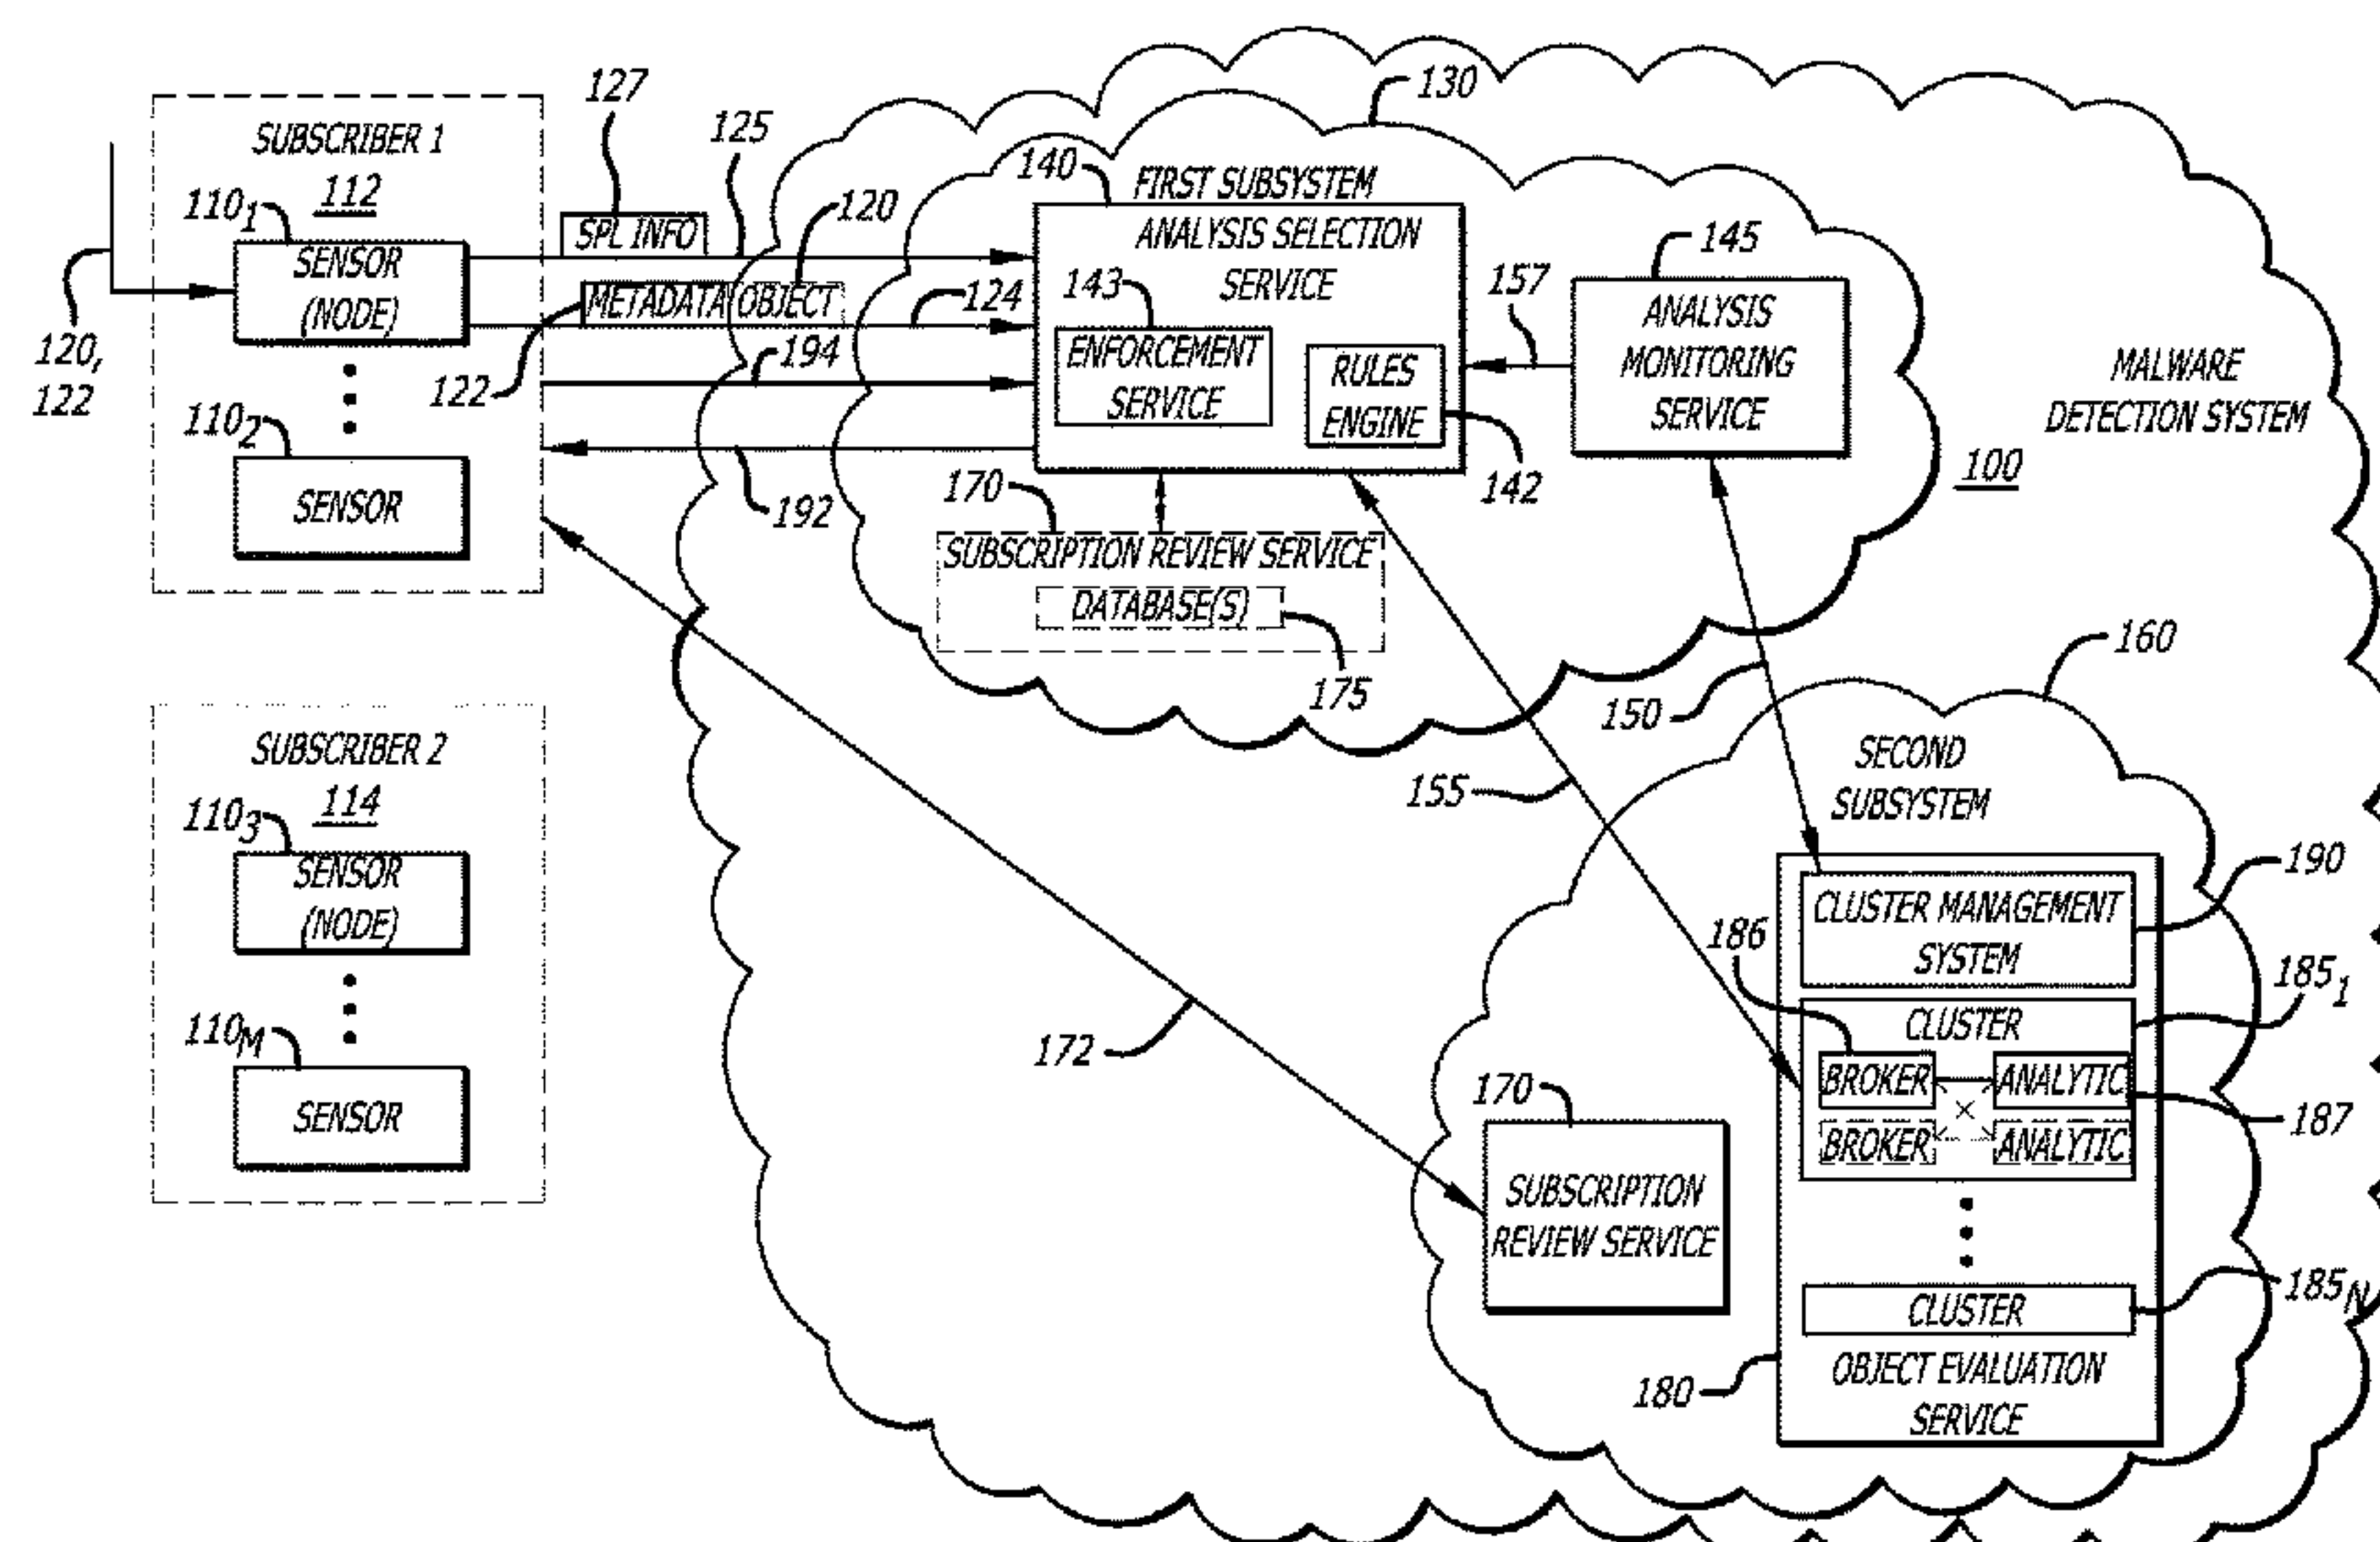 SUBSCRIBER 1
112
110₁
SENSOR
(NODE)
120,
122
110₂
SENSOR
SUBSCRIBER 2
114
110₃
SENSOR
(NODE)
110M
SENSOR
127
SPL INFO
125
METADATA OBJECT
120
124
122
194
192
130
FIRST SUBSYSTEM
140
ANALYSIS SELECTION
SERVICE
143
ENFORCEMENT
SERVICE
RULES
ENGINE
142
157
145
ANALYSIS
MONITORING
SERVICE
170
SUBSCRIPTION REVIEW SERVICE
DATABASE(S)
175
MALWARE
DETECTION SYSTEM
100
150
155
172
160
SECOND
SUBSYSTEM
190
CLUSTER MANAGEMENT
SYSTEM
186
185₁
CLUSTER
BROKER
ANALYTIC
187
BROKER
ANALYTIC
170
SUBSCRIPTION
REVIEW SERVICE
185N
CLUSTER
180
OBJECT EVALUATION
SERVICE